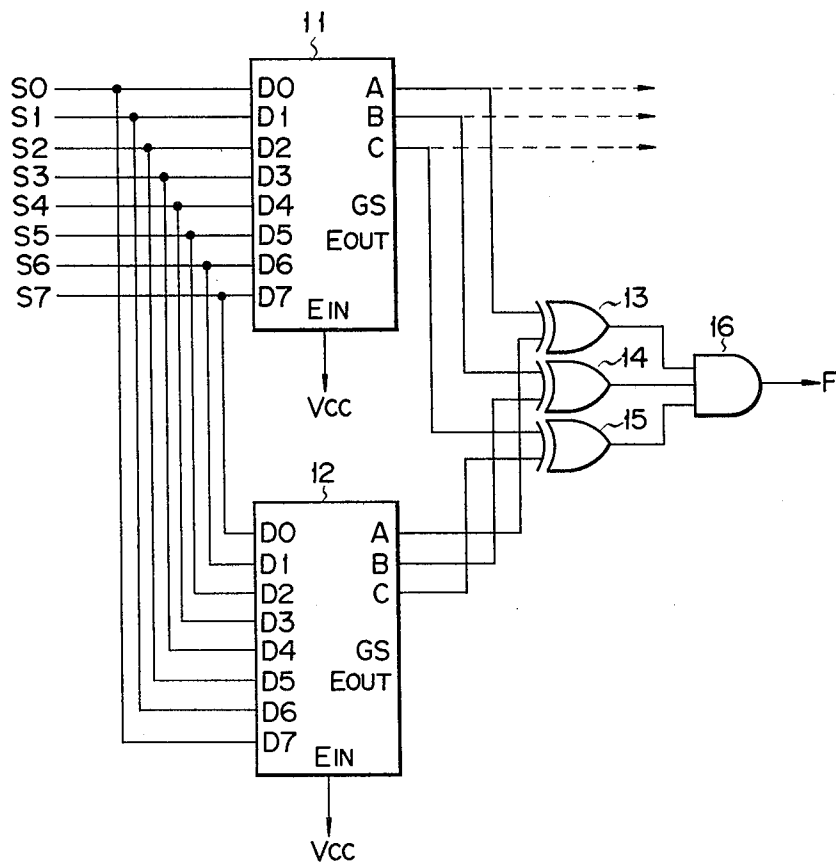 11
S0 D0 A
S1 D1 B
S2 D2 C
S3 D3
S4 D4 GS
S5 D5 EOUT
S6 D6
S7 D7
EIN
VCC
13
14
15
16
F
12
D0 A
D1 B
D2 C
D3
D4 GS
D5 EOUT
D6
D7
EIN
VCC